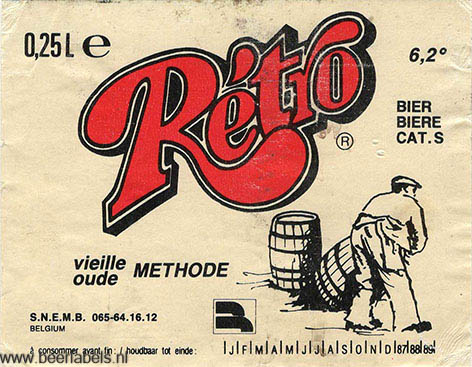 0,25 L e
Rétro
®
6,2°
BIER
BIERE
CAT. S
vieille
oude METHODE
S.N.E.M.B. 065-64.16.12
BELGIUM
à consommer avant fin: / houdbaar tot einde: J J F M A M J J A S O N D 87 88 89
www.beerlabels.nl